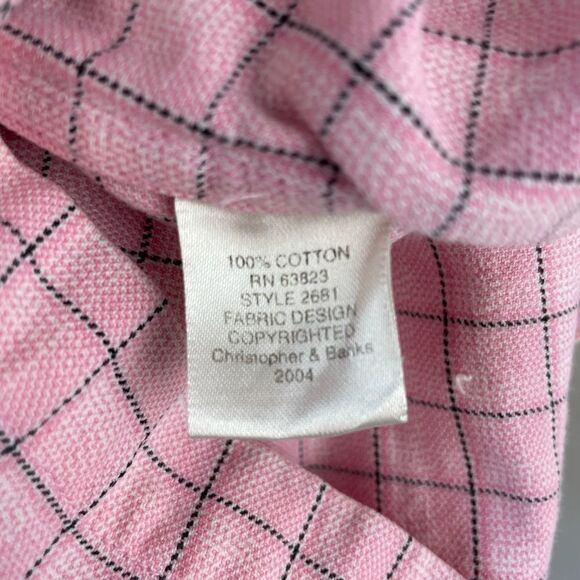 100% COTTON
RN 63823
STYLE 2681
FABRIC DESIGN
COPYRIGHTED
Christopher & Banks
2004